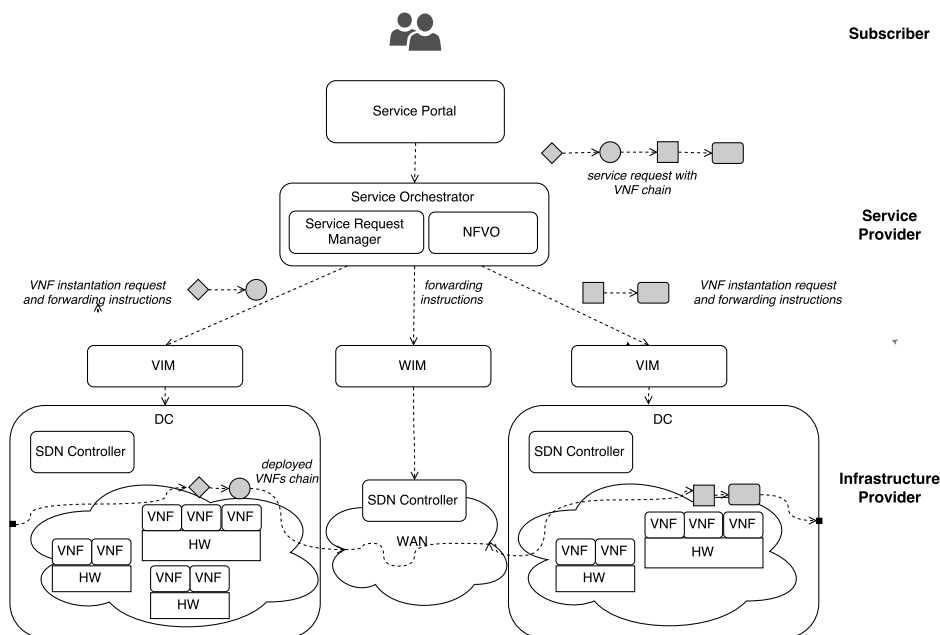 Subscriber
Service Portal
service request with
VNF chain
Service Orchestrator
Service Request
Manager
NFVO
Service
Provider
VNF instantation request
and forwarding instructions
forwarding
instructions
VNF instantation request
and forwarding instructions
VIM
WIM
VIM
DC
DC
SDN Controller
SDN Controller
deployed
VNFs chain
Infrastructure
Provider
SDN Controller
WAN
VNF VNF VNF
HW
VNF VNF
HW
VNF VNF
HW
VNF VNF VNF
HW
VNF VNF
HW